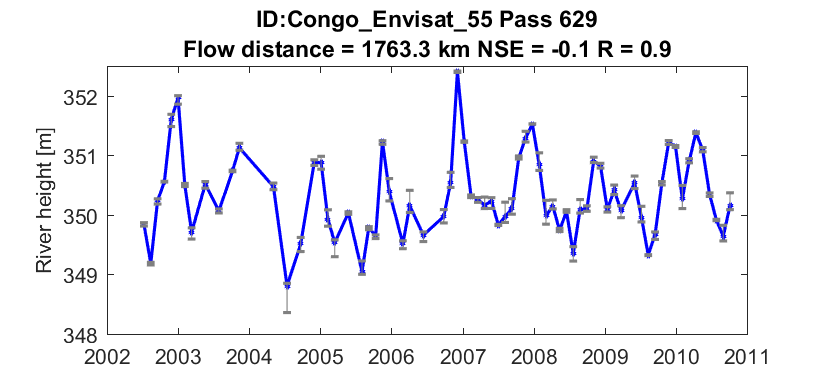 ID:Congo_Envisat_55 Pass 629
Flow distance = 1763.3 km NSE = -0.1 R = 0.9
River height [m]
352
351
350
349
348
2002 2003 2004 2005 2006 2007 2008 2009 2010 2011